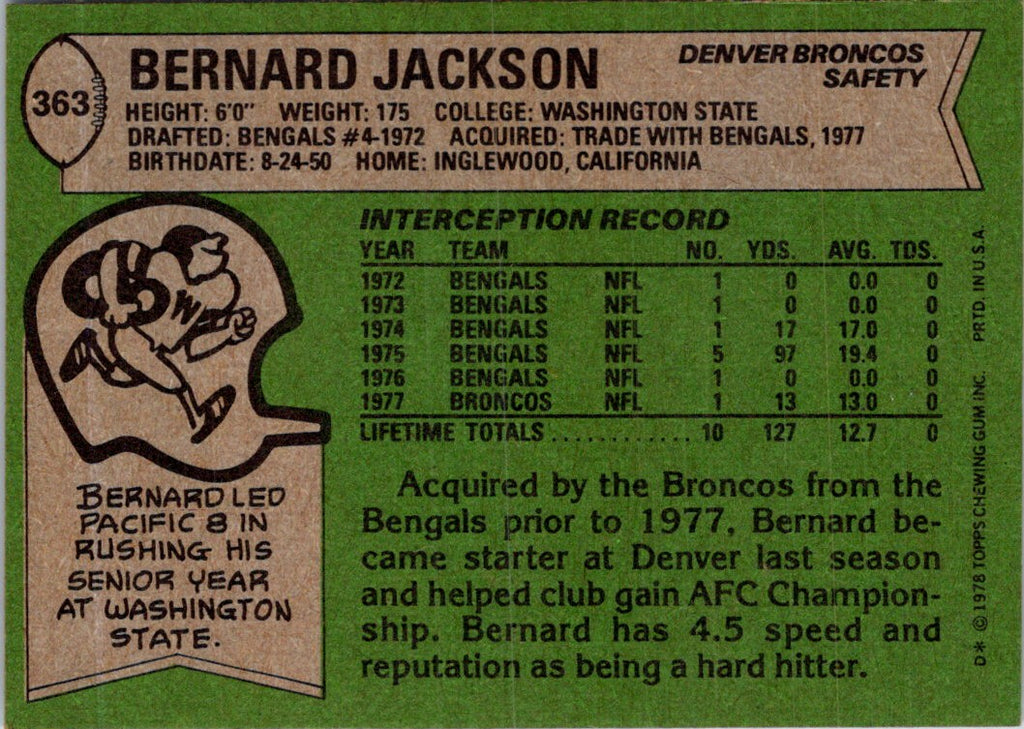 363
BERNARD JACKSON
DENVER BRONCOS
SAFETY
HEIGHT: 6'0" WEIGHT: 175 COLLEGE: WASHINGTON STATE
DRAFTED: BENGALS #4-1972 ACQUIRED: TRADE WITH BENGALS, 1977
BIRTHDATE: 8-24-50 HOME: INGLEWOOD, CALIFORNIA
W
BERNARD LED
PACIFIC 8 IN
RUSHING HIS
SENIOR YEAR
AT WASHINGTON
STATE.
INTERCEPTION RECORD
YEAR TEAM NO. YDS. AVG. TDS.
1972 BENGALS NFL 1 0 0.0 0
1973 BENGALS NFL 1 0 0.0 0
1974 BENGALS NFL 1 17 17.0 0
1975 BENGALS NFL 5 97 19.4 0
1976 BENGALS NFL 1 0 0.0 0
1977 BRONCOS NFL 1 13 13.0 0
LIFETIME TOTALS ............ 10 127 12.7 0
Acquired by the Broncos from the
Bengals prior to 1977, Bernard be-
came starter at Denver last season
and helped club gain AFC Champion-
ship. Bernard has 4.5 speed and
reputation as being a hard hitter.
D* © 1978 TOPPS CHEWING GUM INC. PRTD. IN U.S.A.